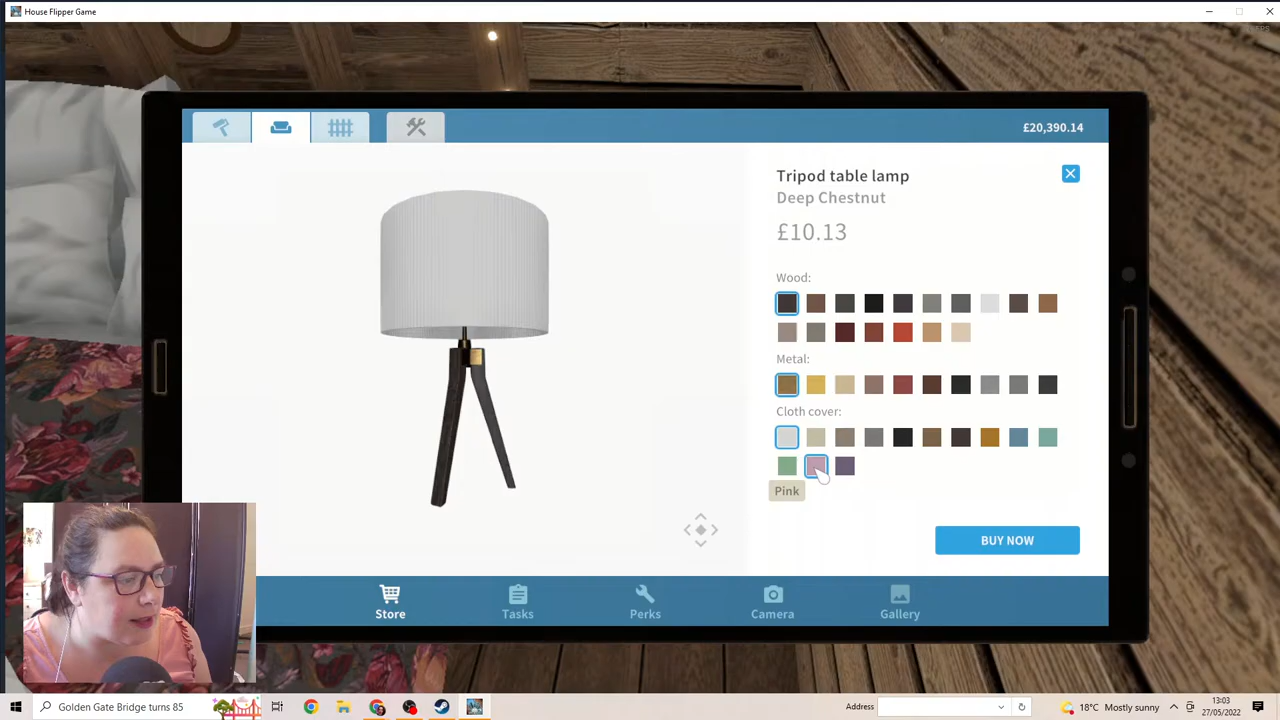 House Flipper Game
£20,390.14
Tripod table lamp
Deep Chestnut
£10.13
Wood:
Metal:
Cloth cover:
Pink
BUY NOW
Store
Tasks
Perks
Camera
Gallery
Golden Gate Bridge turns 85
Address
18°C Mostly sunny
13:03
27/05/2022